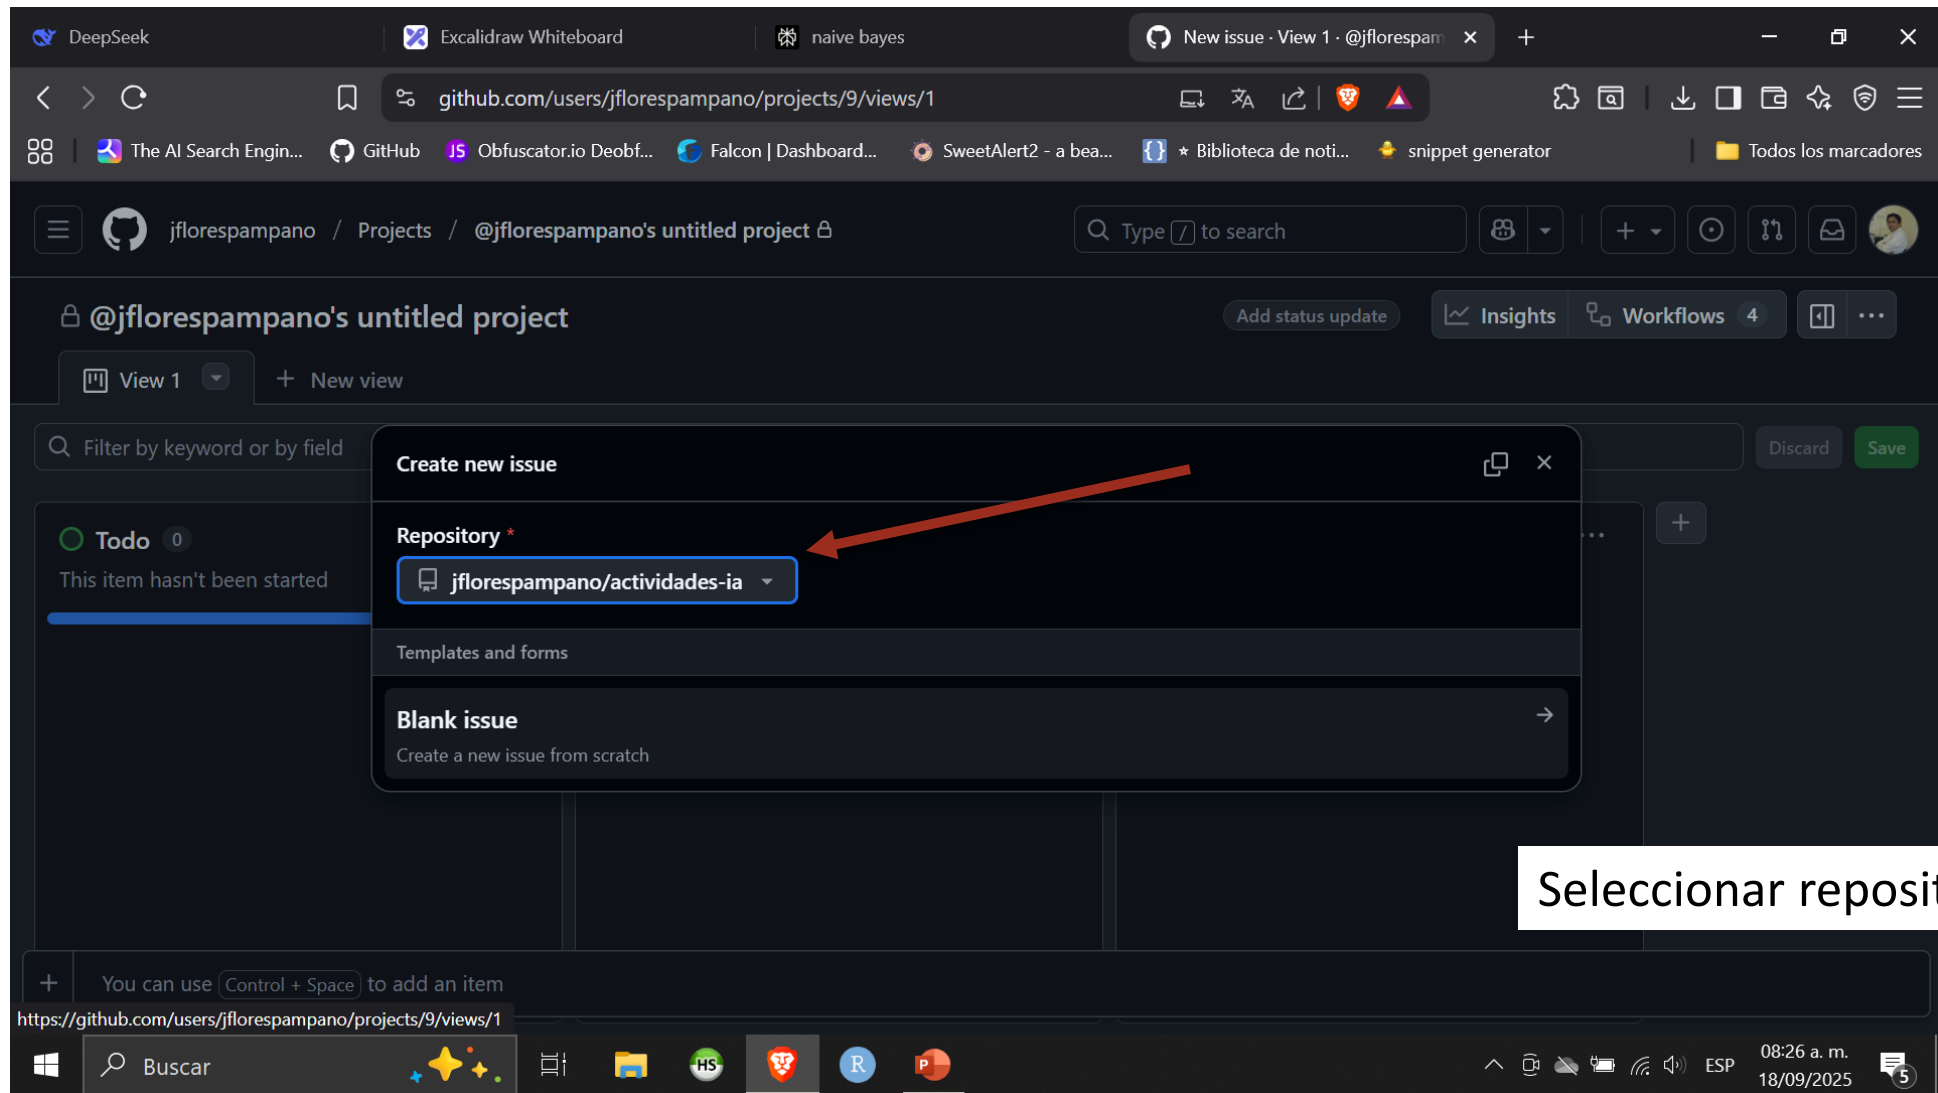 DeepSeek
Excalidraw Whiteboard
naive bayes
New issue · View 1 · @jflorespam
github.com/users/jflorespampano/projects/9/views/1
The AI Search Engin...
GitHub
JS Obfuscator.io Deobf...
Falcon | Dashboard...
SweetAlert2 - a bea...
{} ★ Biblioteca de noti...
snippet generator
Todos los marcadores
jflorespampano / Projects / @jflorespampano's untitled project
Type / to search
@jflorespampano's untitled project
Add status update
Insights
Workflows 4
View 1
+ New view
Filter by keyword or by field
Discard
Save
Create new issue
Todo 0
This item hasn't been started
Repository *
jflorespampano/actividades-ia
Templates and forms
Blank issue
Create a new issue from scratch
Seleccionar reposit
+ You can use Control + Space to add an item
https://github.com/users/jflorespampano/projects/9/views/1
Buscar
HS
R
P
ESP
08:26 a. m.
18/09/2025
5